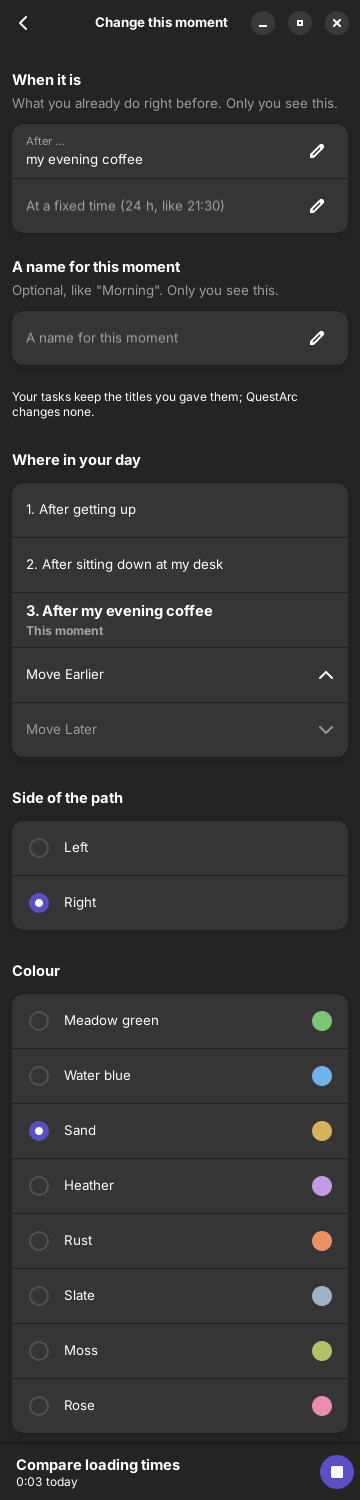 Change this moment
When it is
What you already do right before. Only you see this.
After ...
my evening coffee
At a fixed time (24 h, like 21:30)
A name for this moment
Optional, like "Morning". Only you see this.
A name for this moment
Your tasks keep the titles you gave them; QuestArc
changes none.
Where in your day
1. After getting up
2. After sitting down at my desk
3. After my evening coffee
This moment
Move Earlier
Move Later
Side of the path
Left
Right
Colour
Meadow green
Water blue
Sand
Heather
Rust
Slate
Moss
Rose
Compare loading times
0:03 today